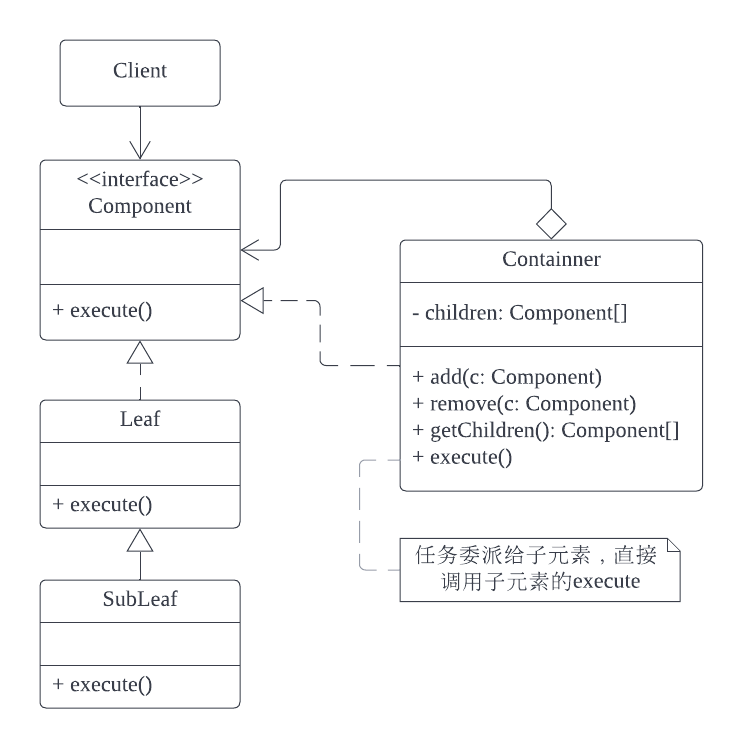 Client
<<interface>>
Component
+ execute()
Containner
- children: Component[]
+ add(c: Component)
+ remove(c: Component)
+ getChildren(): Component[]
+ execute()
Leaf
+ execute()
任务委派给子元素，直接
调用子元素的execute
SubLeaf
+ execute()